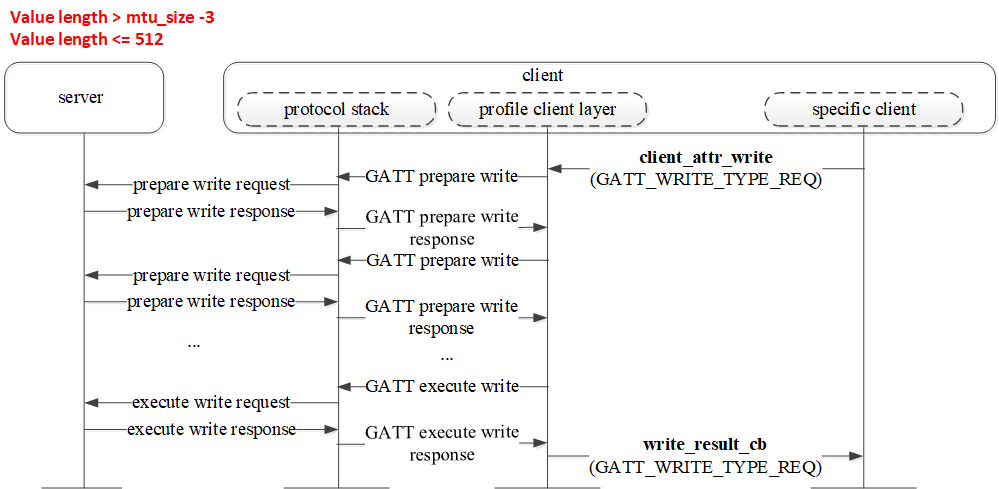 Value length > mtu_size -3
Value length <= 512
client
server
protocol stack
profile client layer
specific client
client_attr_write
(GATT_WRITE_TYPE_REQ)
GATT prepare write
prepare write request
prepare write response
GATT prepare write
response
GATT prepare write
prepare write request
prepare write response
GATT prepare write
response
...
...
GATT execute write
execute write request
execute write response
GATT execute write
response
write_result_cb
(GATT_WRITE_TYPE_REQ)